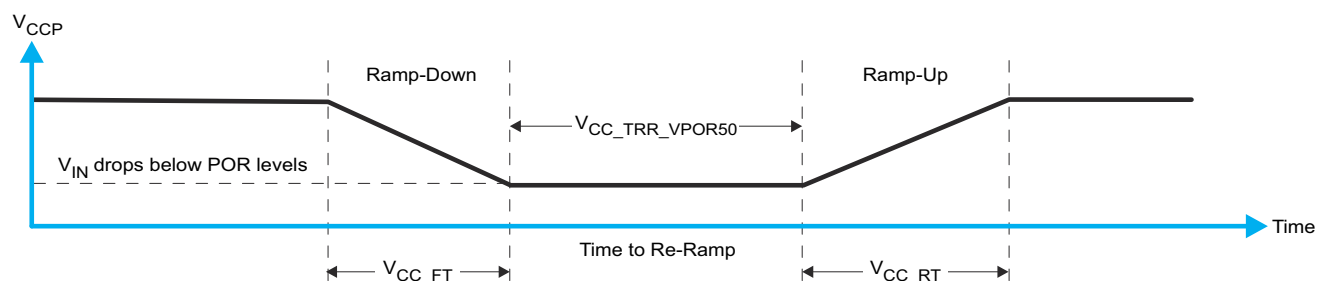 VCCP
Ramp-Down
Ramp-Up
VCC_TRR_VPOR50
VIN drops below POR levels
Time
Time to Re-Ramp
VCC_FT
VCC_RT